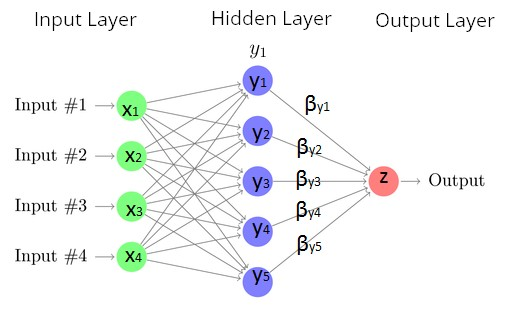 Input Layer
Hidden Layer
Output Layer
y1
Input #1
Input #2
Input #3
Input #4
x1
x2
x3
x4
y1
y2
y3
y4
y5
βy1
βy2
βy3
βy4
βy5
z
Output